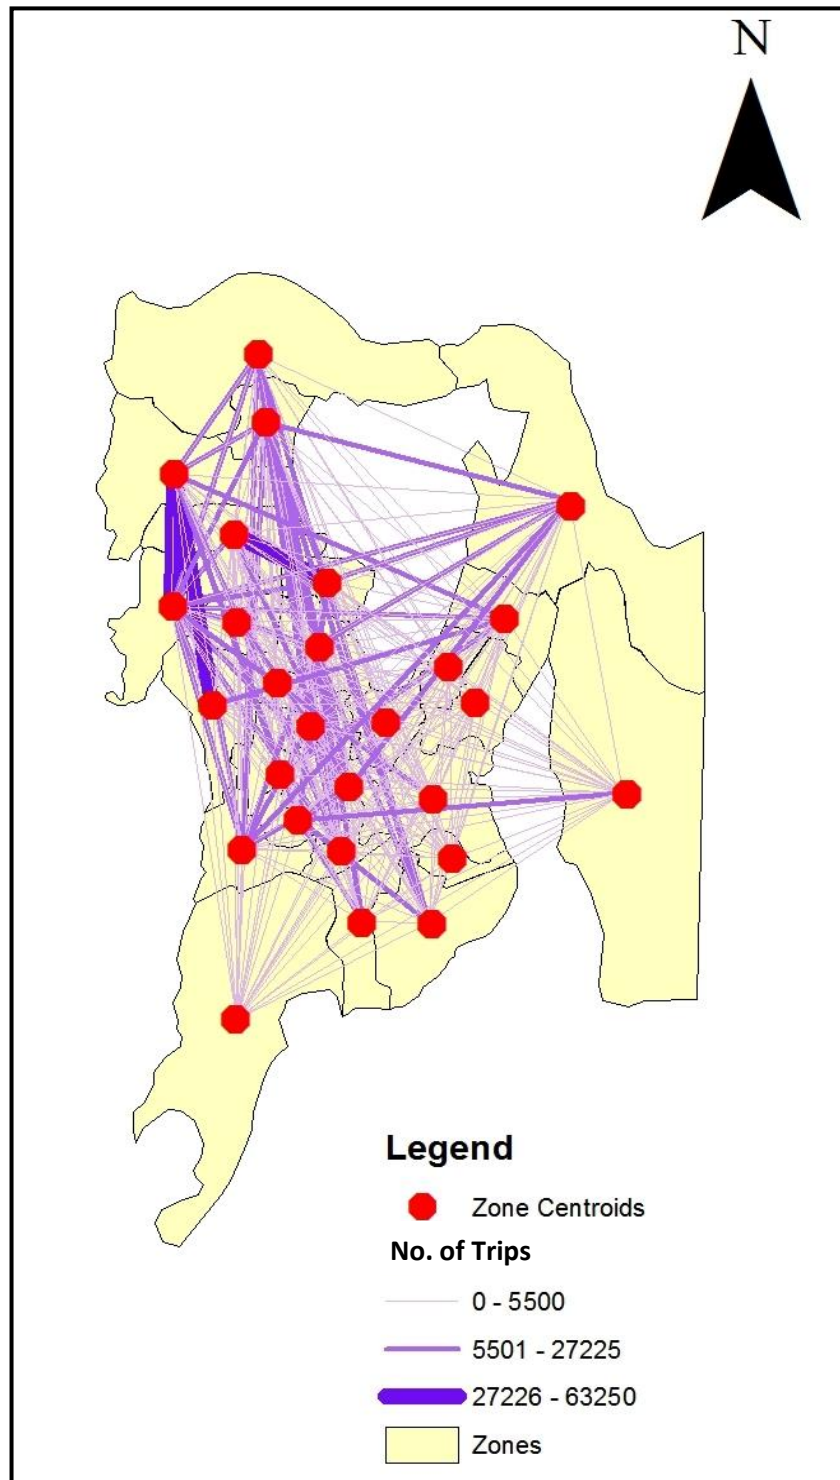 N
Legend
Zone Centroids
No. of Trips
0 - 5500
5501 - 27225
27226 - 63250
Zones